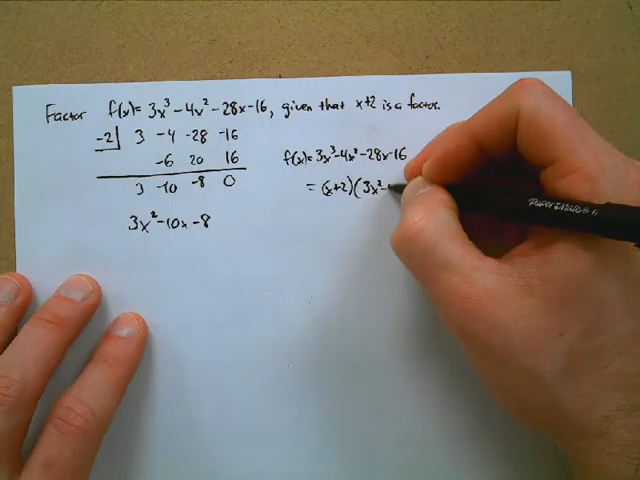 Factor f(x)=3x³-4x²-28x-16, given that x+2 is a factor.
-2| 3 -4 -28 -16
-6 20 16
3 -10 -8 0
3x²-10x-8
f(x)=3x³-4x²-28x-16
=(x+2)(3x²-
PaperMate